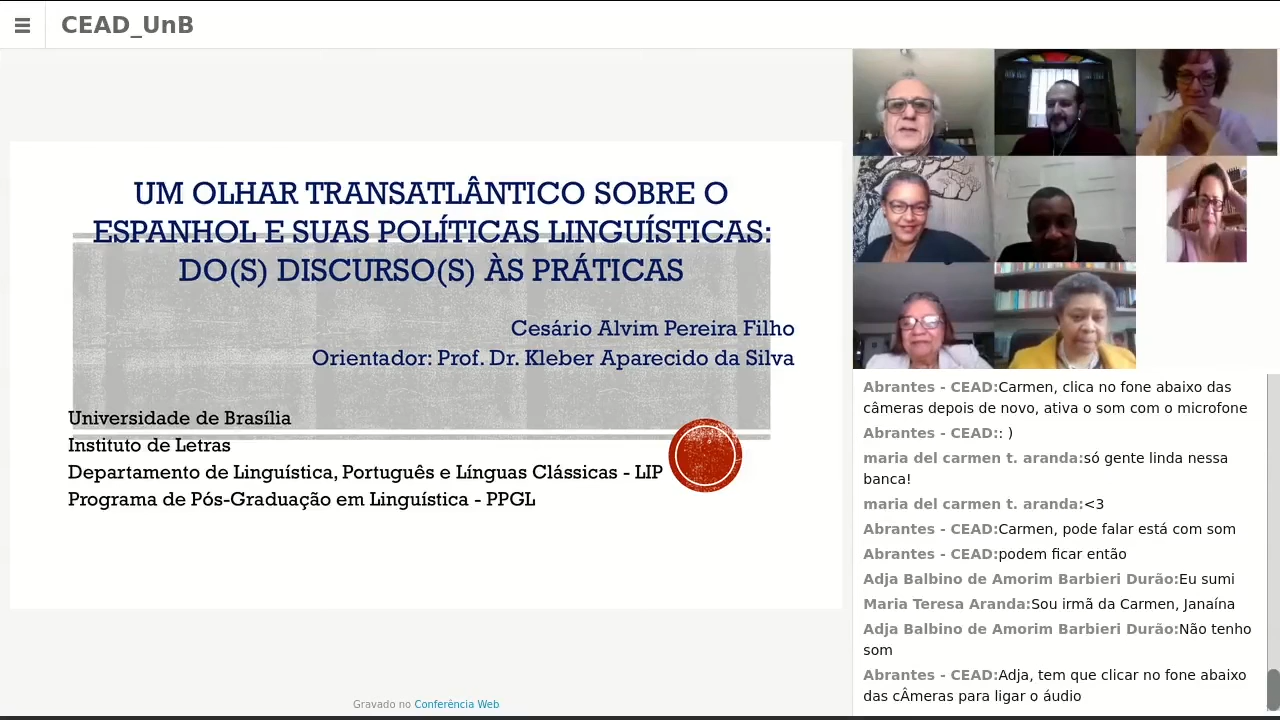 CEAD_UnB
UM OLHAR TRANSATLÂNTICO SOBRE O
ESPANHOL E SUAS POLÍTICAS LINGUÍSTICAS:
DO(S) DISCURSO(S) ÀS PRÁTICAS
Cesário Alvim Pereira Filho
Orientador: Prof. Dr. Kleber Aparecido da Silva
Universidade de Brasília
Instituto de Letras
Departamento de Linguística, Português e Línguas Clássicas - LIP
Programa de Pós-Graduação em Linguística - PPGL
Gravado no Conferência Web
Abrantes - CEAD:Carmen, clica no fone abaixo das
câmeras depois de novo, ativa o som com o microfone
Abrantes - CEAD:: )
maria del carmen t. aranda:só gente linda nessa
banca!
maria del carmen t. aranda:<3
Abrantes - CEAD:Carmen, pode falar está com som
Abrantes - CEAD:podem ficar então
Adja Balbino de Amorim Barbieri Durão:Eu sumi
Maria Teresa Aranda:Sou irmã da Carmen, Janaína
Adja Balbino de Amorim Barbieri Durão:Não tenho
som
Abrantes - CEAD:Adja, tem que clicar no fone abaixo
das cÂmeras para ligar o áudio